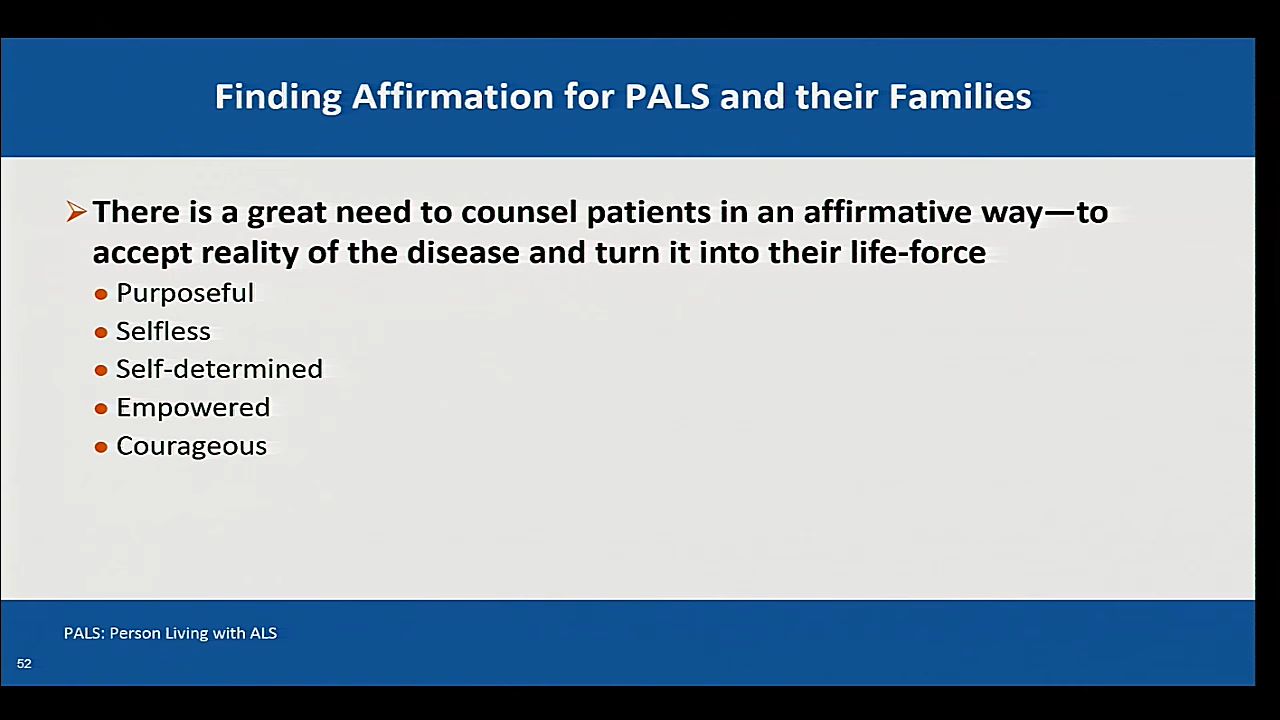 Finding Affirmation for PALS and their Families
There is a great need to counsel patients in an affirmative way—to
accept reality of the disease and turn it into their life-force
Purposeful
Selfless
Self-determined
Empowered
Courageous
PALS: Person Living with ALS
52